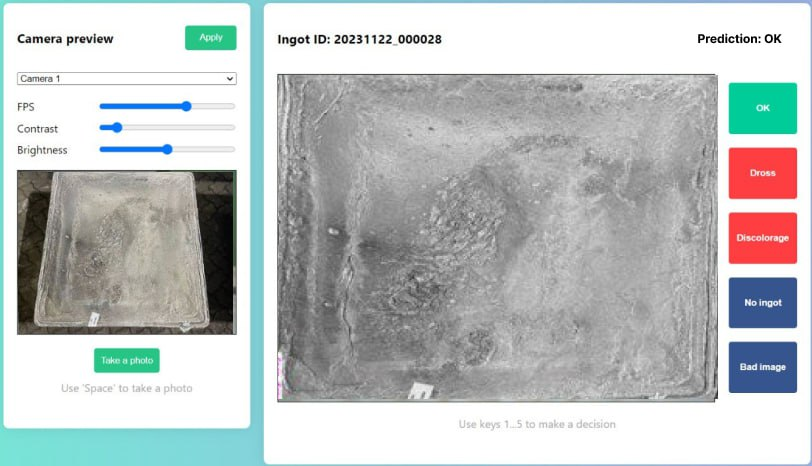 Camera preview
Apply
Camera 1
FPS
Contrast
Brightness
Take a photo
Use 'Space' to take a photo
Ingot ID: 20231122_000028
Prediction: OK
OK
Dross
Discolorage
No ingot
Bad image
Use keys 1...5 to make a decision